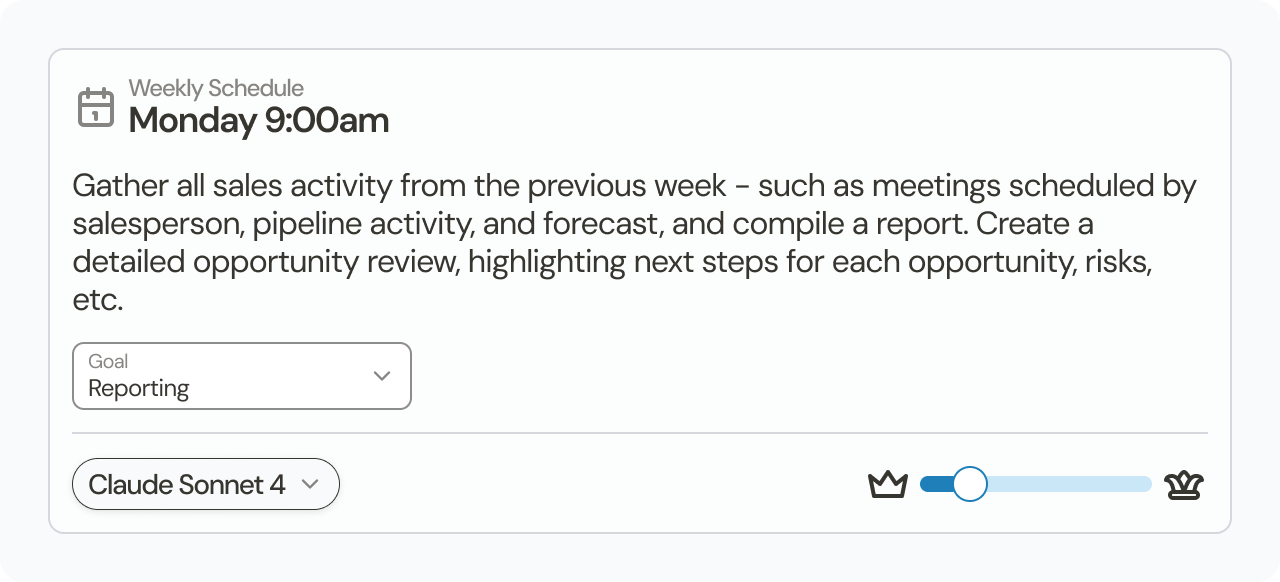 Weekly Schedule
Monday 9:00am
Gather all sales activity from the previous week - such as meetings scheduled by
salesperson, pipeline activity, and forecast, and compile a report. Create a
detailed opportunity review, highlighting next steps for each opportunity, risks,
etc.
Goal
Reporting
Claude Sonnet 4